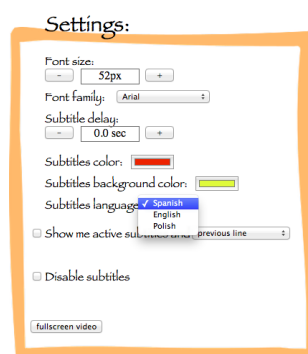 Settings:
Font size:
- 52px +
Font family: Arial
Subtitle delay:
- 0.0 sec +
Subtitles color:
Subtitles background color:
Subtitles language ✓ Spanish
English
Polish
Show me active subtitles and previous line
Disable subtitles
fullscreen video